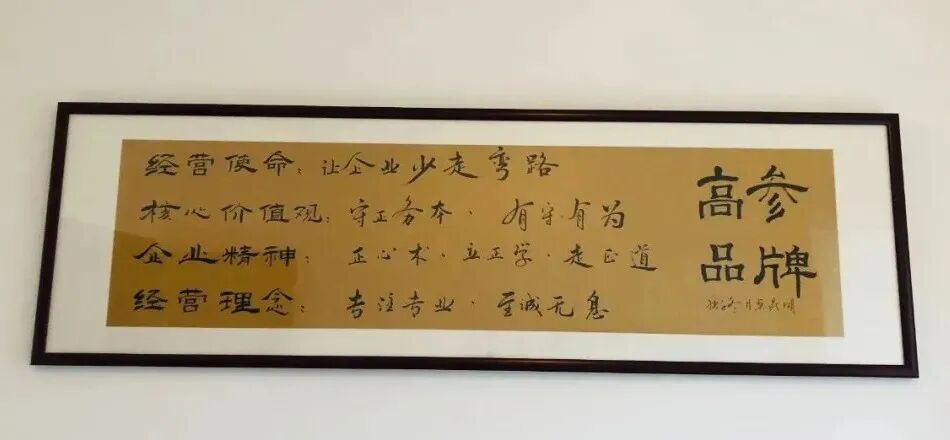 经营使命：让企业少走弯路
核心价值观：守正务本·有守有为
企业精神：正心术·立正学·走正道
经营理念：专注专业·至诚无息
高参
品牌